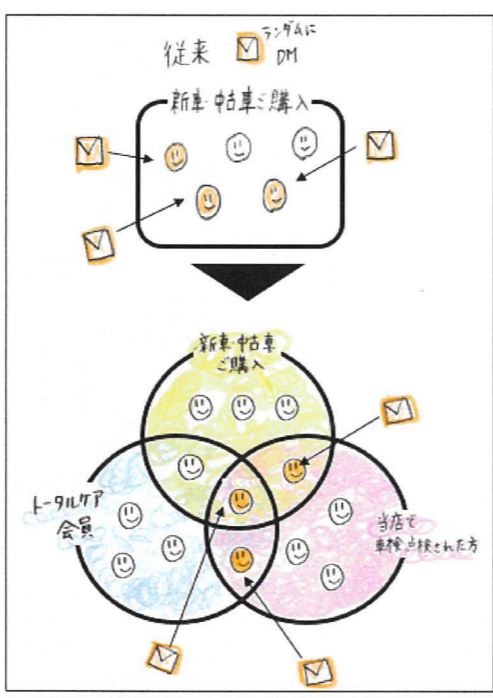 従来
ランダムに
DM
新車・中古車ご購入
新車・中古車
ご購入
トータルケア
会員
当店で
車検・点検された方